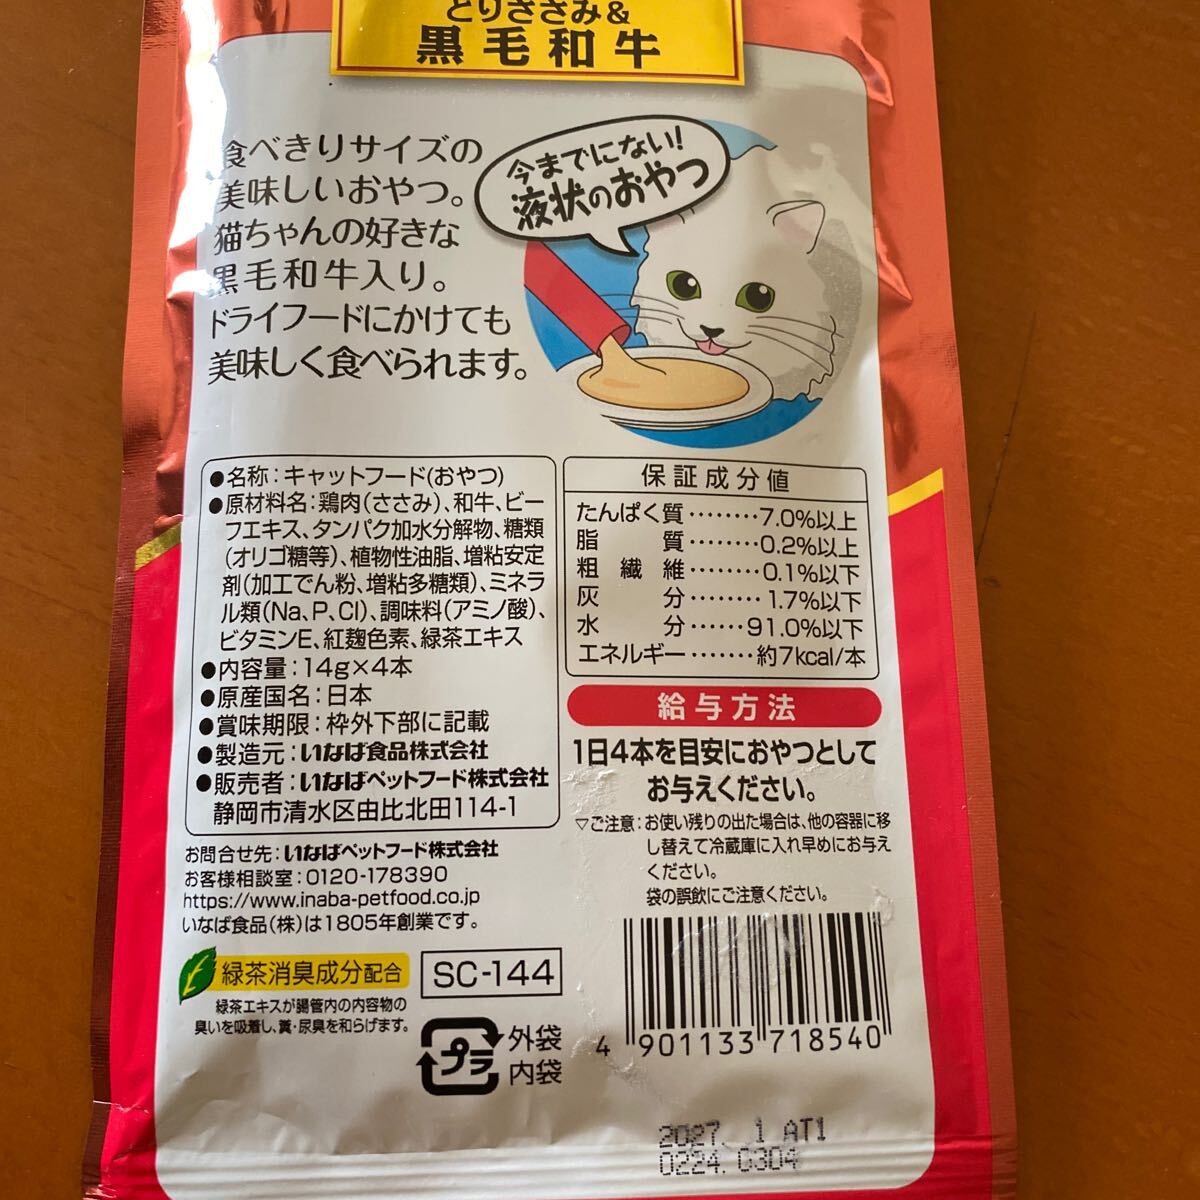 とりささみ&
黒毛和牛
食べきりサイズの
美味しいおやつ。
猫ちゃんの好きな
黒毛和牛入り。
ドライフードにかけても
美味しく食べられます。
今までにない!
液状のおやつ
●名称:キャットフード(おやつ)
●原材料名:鶏肉(ささみ)、和牛、ビー
フエキス、タンパク加水分解物、糖類
(オリゴ糖等)、植物性油脂、増粘安定
剤(加工でん粉、増粘多糖類)、ミネラ
ル類(Na、P、Cl)、調味料(アミノ酸)、
ビタミンE、紅麹色素、緑茶エキス
●内容量:14g×4本
●原産国名:日本
●賞味期限:枠外下部に記載
●製造元:いなば食品株式会社
●販売者:いなばペットフード株式会社
静岡市清水区由比北田114-1
お問合せ先:いなばペットフード株式会社
お客様相談室:0120-178390
https://www.inaba-petfood.co.jp
いなば食品(株)は1805年創業です。
緑茶消臭成分配合
緑茶エキスが腸管内の内容物の
臭いを吸着し、糞・尿臭を和らげます。
SC-144
プラ
外袋
内袋
保証成分値
たんぱく質········7.0%以上
脂質········0.2%以上
粗繊維········0.1%以下
灰分········1.7%以下
水分······91.0%以下
エネルギー·······約7kcal/本
給与方法
1日4本を目安におやつとして
お与えください。
▽ご注意:お使い残りの出た場合は、他の容器に移
し替えて冷蔵庫に入れ早めにお与え
ください。
袋の誤飲にご注意ください。
4 901133 718540
2027. 1 AT1
0224. G304